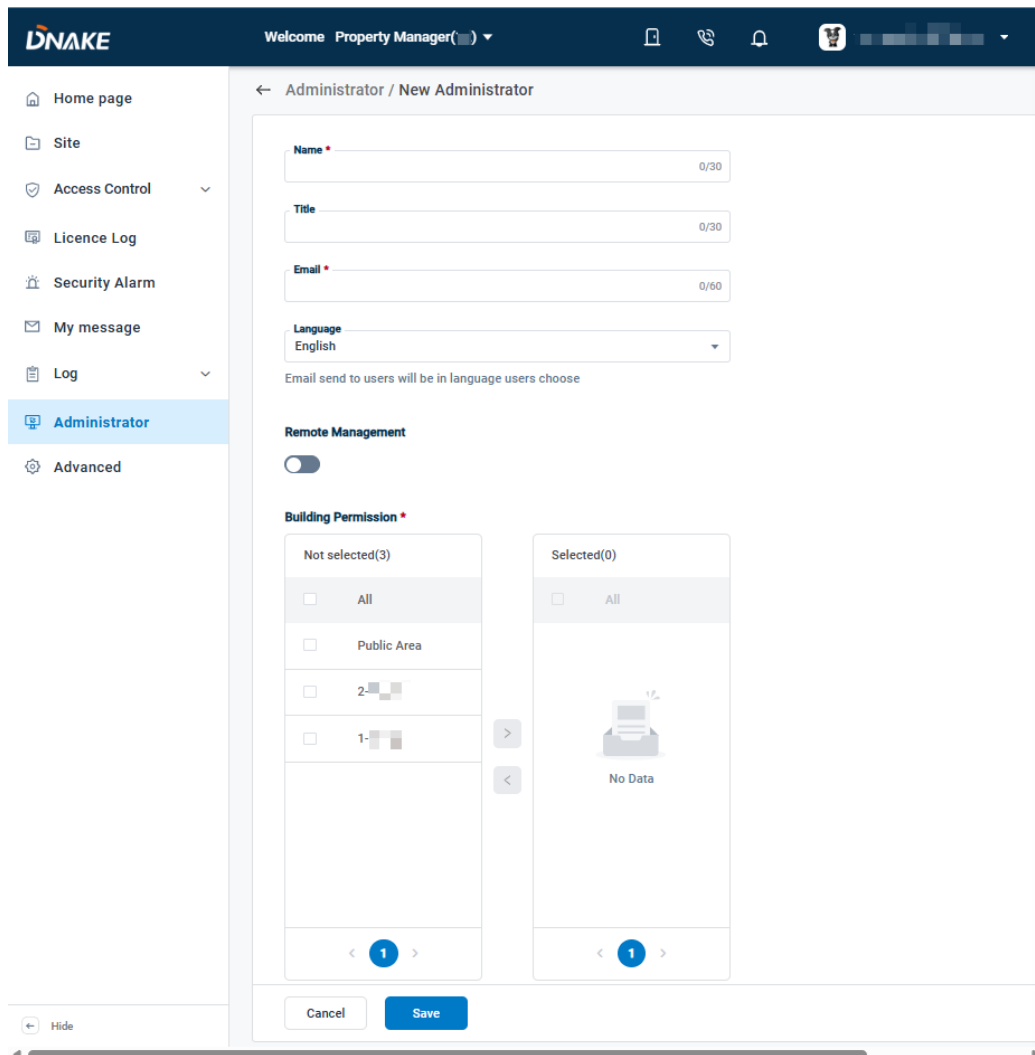 DNAKE
Welcome Property Manager( )
Home page
Site
Access Control
Licence Log
Security Alarm
My message
Log
Administrator
Advanced
Hide
Administrator / New Administrator
Name *
0/30
Title
0/30
Email *
0/60
Language
English
Email send to users will be in language users choose
Remote Management
Building Permission *
Not selected(3)
All
Public Area
2-
1-
1
Selected(0)
All
No Data
1
Cancel
Save